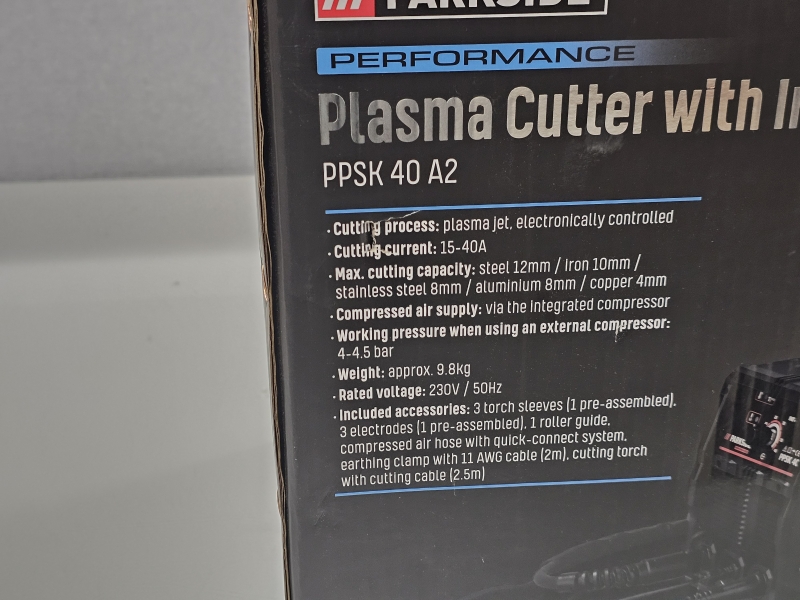 PARKSIDE
PERFORMANCE
Plasma Cutter with
PPSK 40 A2
· Cutting process: plasma jet, electronically controlled
· Cutting current: 15-40A
· Max. cutting capacity: steel 12mm / iron 10mm /
stainless steel 8mm / aluminium 8mm / copper 4mm
· Compressed air supply: via the integrated compressor
· Working pressure when using an external compressor:
4-4.5 bar
· Weight: approx. 9.8kg
· Rated voltage: 230V / 50Hz
· Included accessories: 3 torch sleeves (1 pre-assembled),
3 electrodes (1 pre-assembled), 1 roller guide,
compressed air hose with quick-connect system,
earthing clamp with 11 AWG cable (2m), cutting torch
with cutting cable (2.5m)
PPSK 40